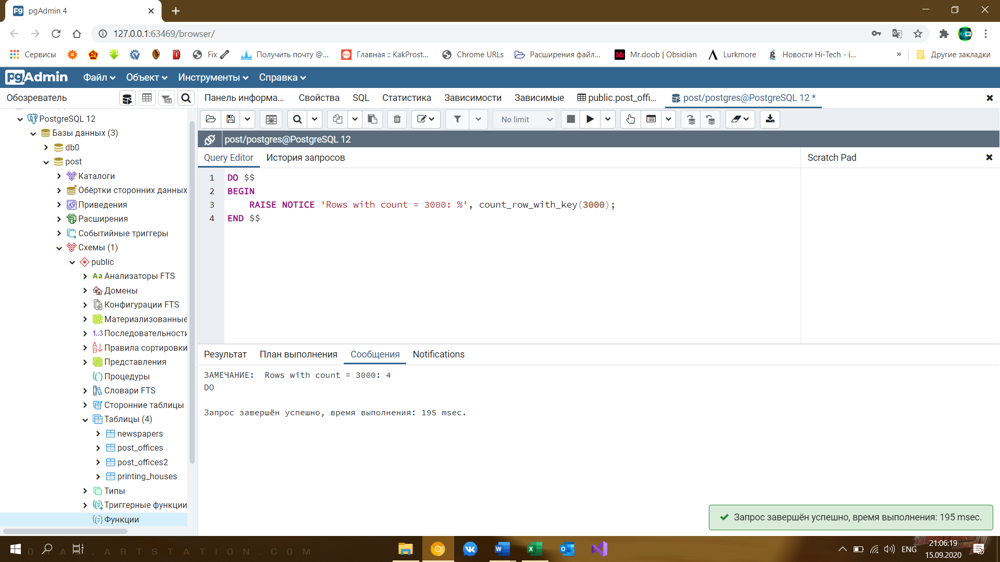 pgAdmin 4
127.0.0.1:63469/browser/
Сервисы
Fix
Получить почту @...
Главная :: KakProst...
Chrome URLs
Расширения файл...
Mr.doob | Obsidian
Lurkmore
Новости Hi-Tech - i...
»
Другие закладки
pgAdmin
Файл
Объект
Инструменты
Справка
Обозреватель
Панель информа...
Свойства
SQL
Статистика
Зависимости
Зависимые
public.post_offi...
post/postgres@PostgreSQL 12 *
No limit
post/postgres@PostgreSQL 12
Query Editor
История запросов
Scratch Pad
1 DO $$
2 BEGIN
3 RAISE NOTICE 'Rows with count = 3000: %', count_row_with_key(3000);
4 END $$
PostgreSQL 12
Базы данных (3)
db0
post
Каталоги
Обёртки сторонних данных
Приведения
Расширения
Событийные триггеры
Схемы (1)
public
Анализаторы FTS
Домены
Конфигурации FTS
Материализованные
1..3 Последовательности
Правила сортировки
Представления
Процедуры
Словари FTS
Сторонние таблицы
Таблицы (4)
newspapers
post_offices
post_offices2
printing_houses
Типы
Триггерные функции
Функции
Результат
План выполнения
Сообщения
Notifications
ЗАМЕЧАНИЕ:  Rows with count = 3000: 4
DO
Запрос завершён успешно, время выполнения: 195 msec.
Запрос завершён успешно, время выполнения: 195 msec.
ARTSTATION.COM
ENG
21:06:19
15.09.2020